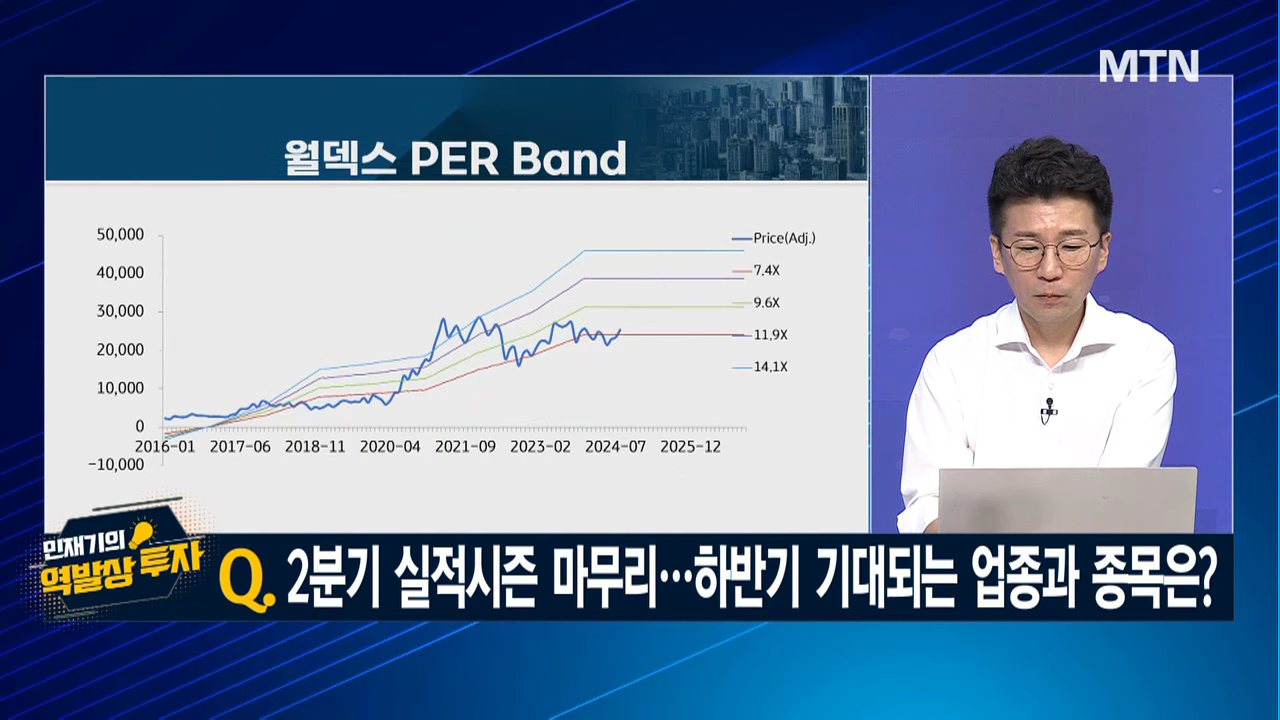 MTN
월덱스 PER Band
50,000
40,000
30,000
20,000
10,000
0
-10,000
2016-01 2017-06 2018-11 2020-04 2021-09 2023-02 2024-07 2025-12
Price(Adj.)
7.4X
9.6X
11.9X
14.1X
민재기의
역발상 투자
Q. 2분기 실적시즌 마무리…하반기 기대되는 업종과 종목은?